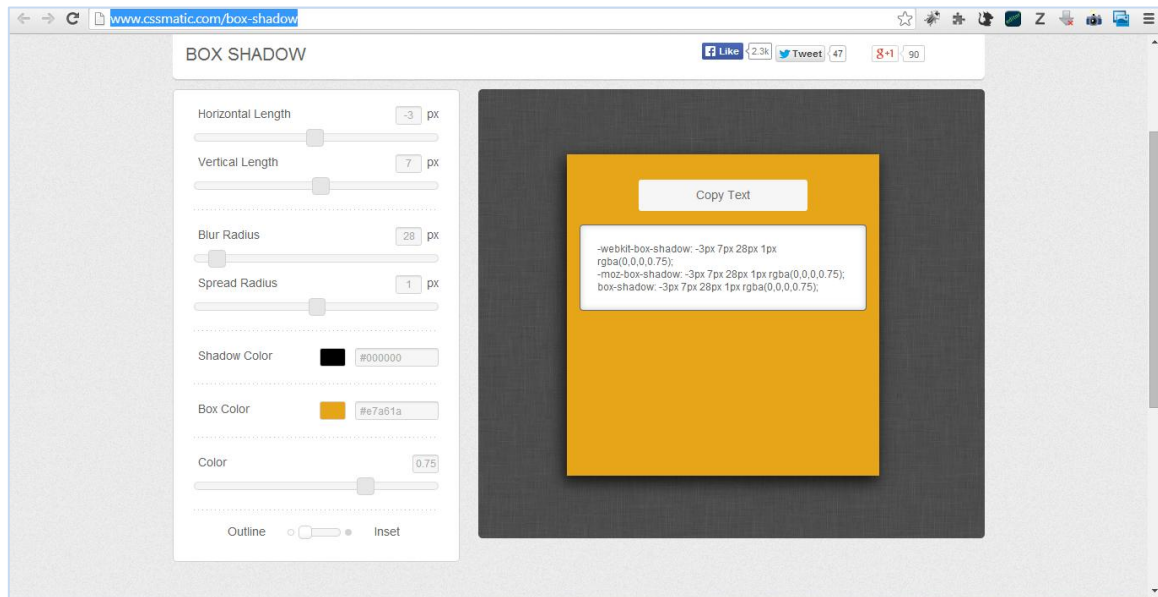 www.cssmatic.com/box-shadow
Z
BOX SHADOW
Like 2.3k Tweet 47 g+1 90
Horizontal Length -3 px
Vertical Length 7 px
Blur Radius 28 px
Spread Radius 1 px
Shadow Color #000000
Box Color #e7a61a
Color 0.75
Outline Inset
Copy Text
-webkit-box-shadow: -3px 7px 28px 1px
rgba(0,0,0,0.75);
-moz-box-shadow: -3px 7px 28px 1px rgba(0,0,0,0.75);
box-shadow: -3px 7px 28px 1px rgba(0,0,0,0.75);